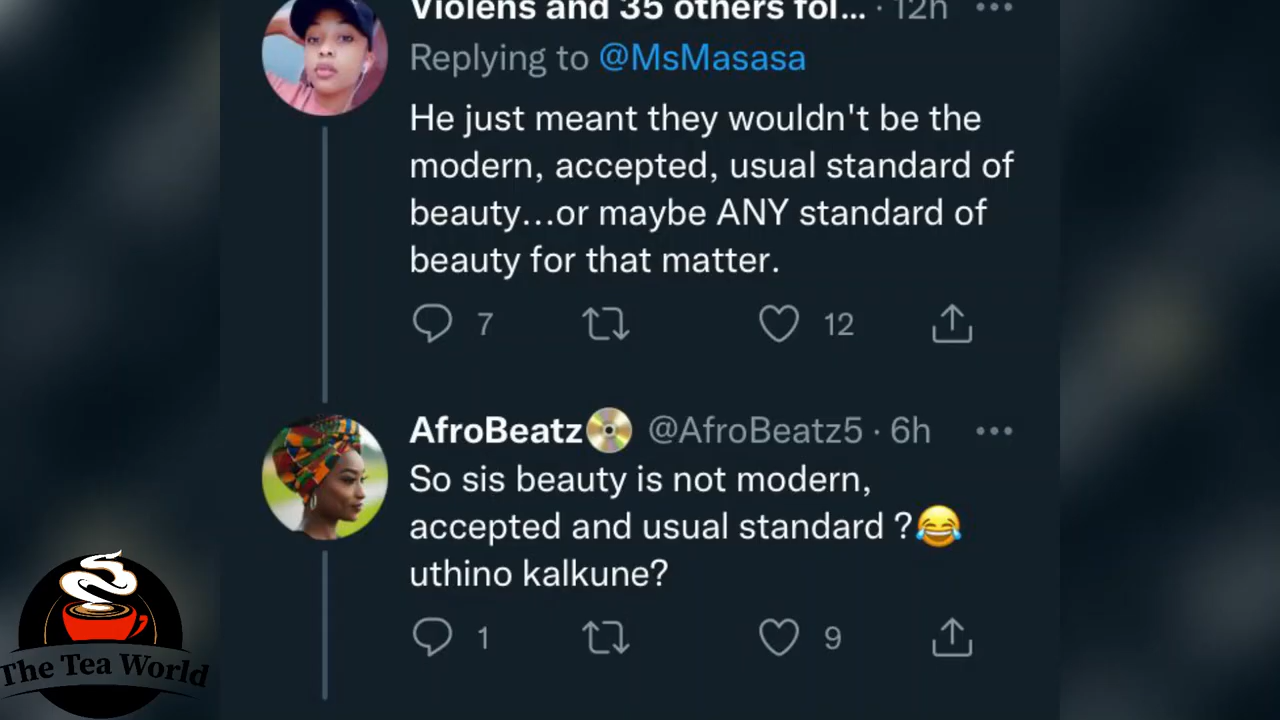 Violens and 35 others fol... · 12h
Replying to @MsMasasa
He just meant they wouldn't be the
modern, accepted, usual standard of
beauty...or maybe ANY standard of
beauty for that matter.
7 12
AfroBeatz📀 @AfroBeatz5 · 6h
So sis beauty is not modern,
accepted and usual standard ?😂
uthino kalkune?
1 9
The Tea World